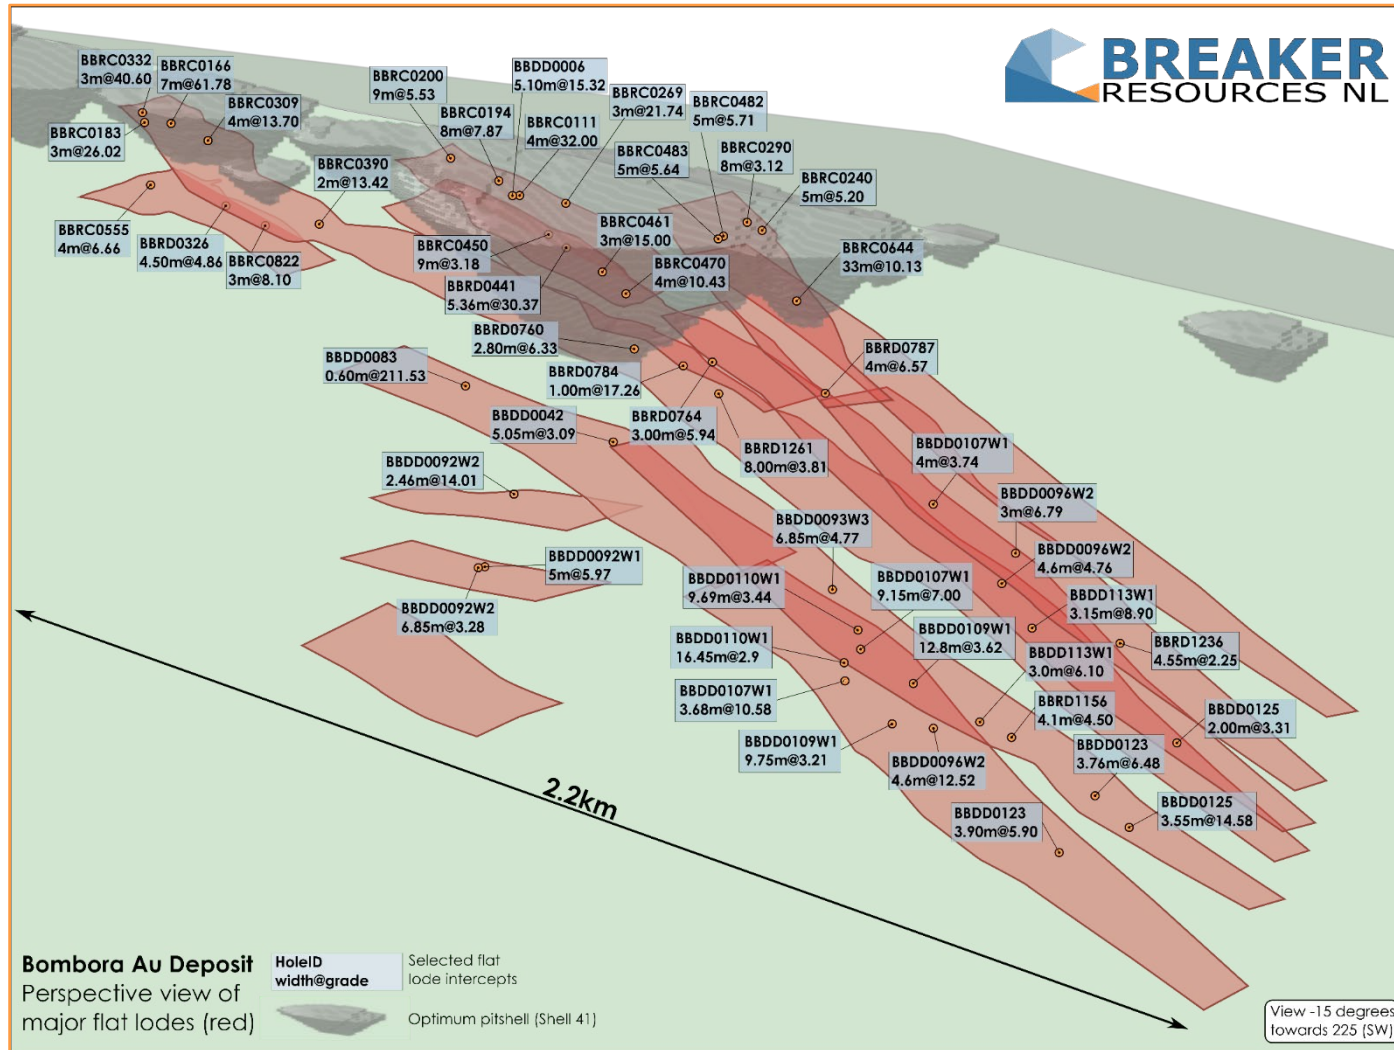 BREAKER
RESOURCES NL
BBRC0332
3m@40.60
BBRC0166
7m@61.78
BBRC0309
4m@13.70
BBRC0183
3m@26.02
BBRC0200
9m@5.53
BBDD0006
5.10m@15.32
BBRC0194
8m@7.87
BBRC0111
4m@32.00
BBRC0269
3m@21.74
BBRC0482
5m@5.71
BBRC0483
5m@5.64
BBRC0290
8m@3.12
BBRC0240
5m@5.20
BBRC0390
2m@13.42
BBRC0555
4m@6.66
BBRD0326
4.50m@4.86
BBRC0822
3m@8.10
BBRC0450
9m@3.18
BBRC0461
3m@15.00
BBRC0470
4m@10.43
BBRC0644
33m@10.13
BBRD0441
5.36m@30.37
BBRD0760
2.80m@6.33
BBRD0784
1.00m@17.26
BBRD0787
4m@6.57
BBDD0083
0.60m@211.53
BBDD0042
5.05m@3.09
BBRD0764
3.00m@5.94
BBRD1261
8.00m@3.81
BBDD0107W1
4m@3.74
BBDD0092W2
2.46m@14.01
BBDD0096W2
3m@6.79
BBDD0093W3
6.85m@4.77
BBDD0096W2
4.6m@4.76
BBDD0092W1
5m@5.97
BBDD0092W2
6.85m@3.28
BBDD0110W1
9.69m@3.44
BBDD0107W1
9.15m@7.00
BBDD113W1
3.15m@8.90
BBDD0110W1
16.45m@2.9
BBDD0109W1
12.8m@3.62
BBDD113W1
3.0m@6.10
BBRD1236
4.55m@2.25
BBDD0107W1
3.68m@10.58
BBRD1156
4.1m@4.50
BBDD0125
2.00m@3.31
BBDD0109W1
9.75m@3.21
BBDD0096W2
4.6m@12.52
BBDD0123
3.76m@6.48
BBDD0123
3.90m@5.90
BBDD0125
3.55m@14.58
2.2km
Bombora Au Deposit
Perspective view of
major flat lodes (red)
HoleID
width@grade
Selected flat
lode intercepts
Optimum pitshell (Shell 41)
View -15 degrees
towards 225 (SW)